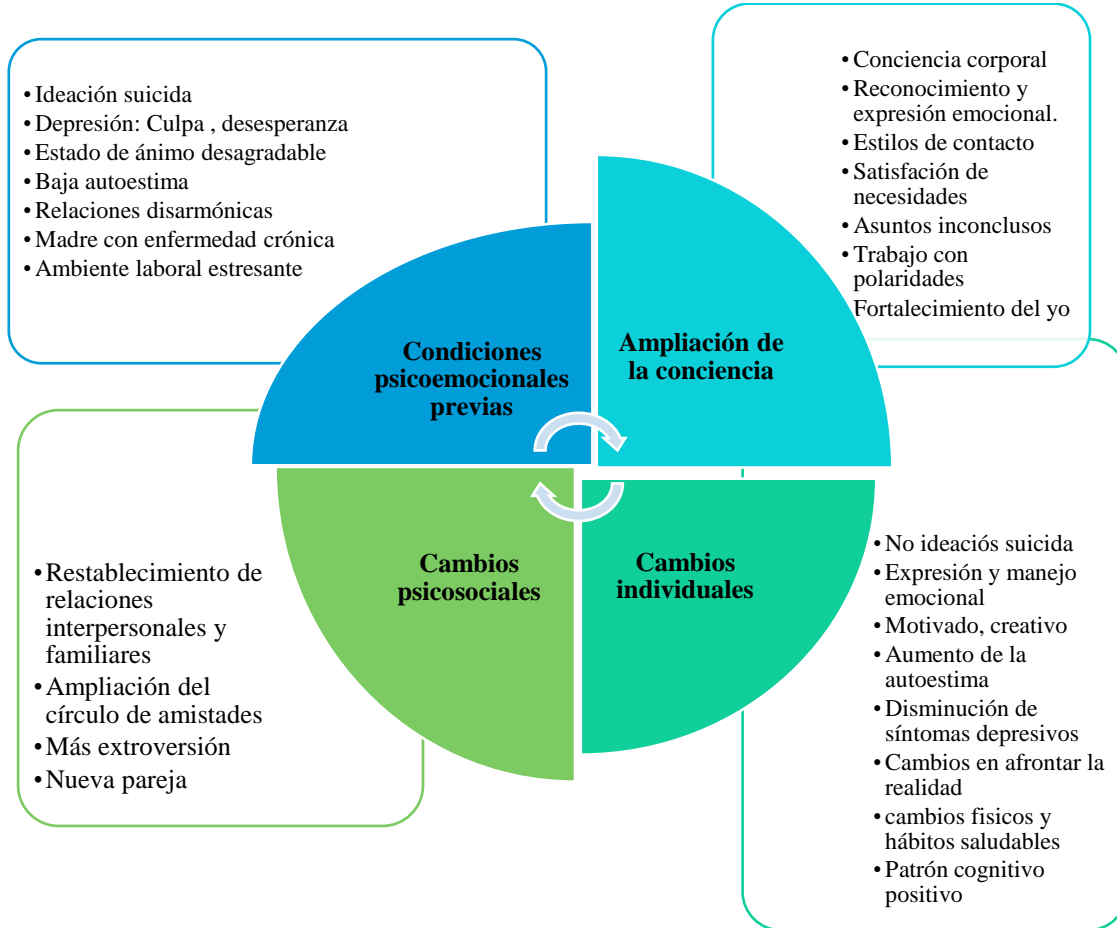 • Ideación suicida
• Depresión: Culpa , desesperanza
• Estado de ánimo desagradable
• Baja autoestima
• Relaciones disarmónicas
• Madre con enfermedad crónica
• Ambiente laboral estresante
• Conciencia corporal
• Reconocimiento y
expresión emocional.
• Estilos de contacto
• Satisfacción de
necesidades
• Asuntos inconclusos
• Trabajo con
polaridades
Fortalecimiento del yo
Condiciones
psicoemocionales
previas
Ampliación de
la conciencia
Cambios
psicosociales
Cambios
individuales
• Restablecimiento de
relaciones
interpersonales y
familiares
• Ampliación del
círculo de amistades
• Más extroversión
• Nueva pareja
• No ideaciós suicida
• Expresión y manejo
emocional
• Motivado, creativo
• Aumento de la
autoestima
• Disminución de
síntomas depresivos
• Cambios en afrontar la
realidad
• cambios fisicos y
hábitos saludables
• Patrón cognitivo
positivo